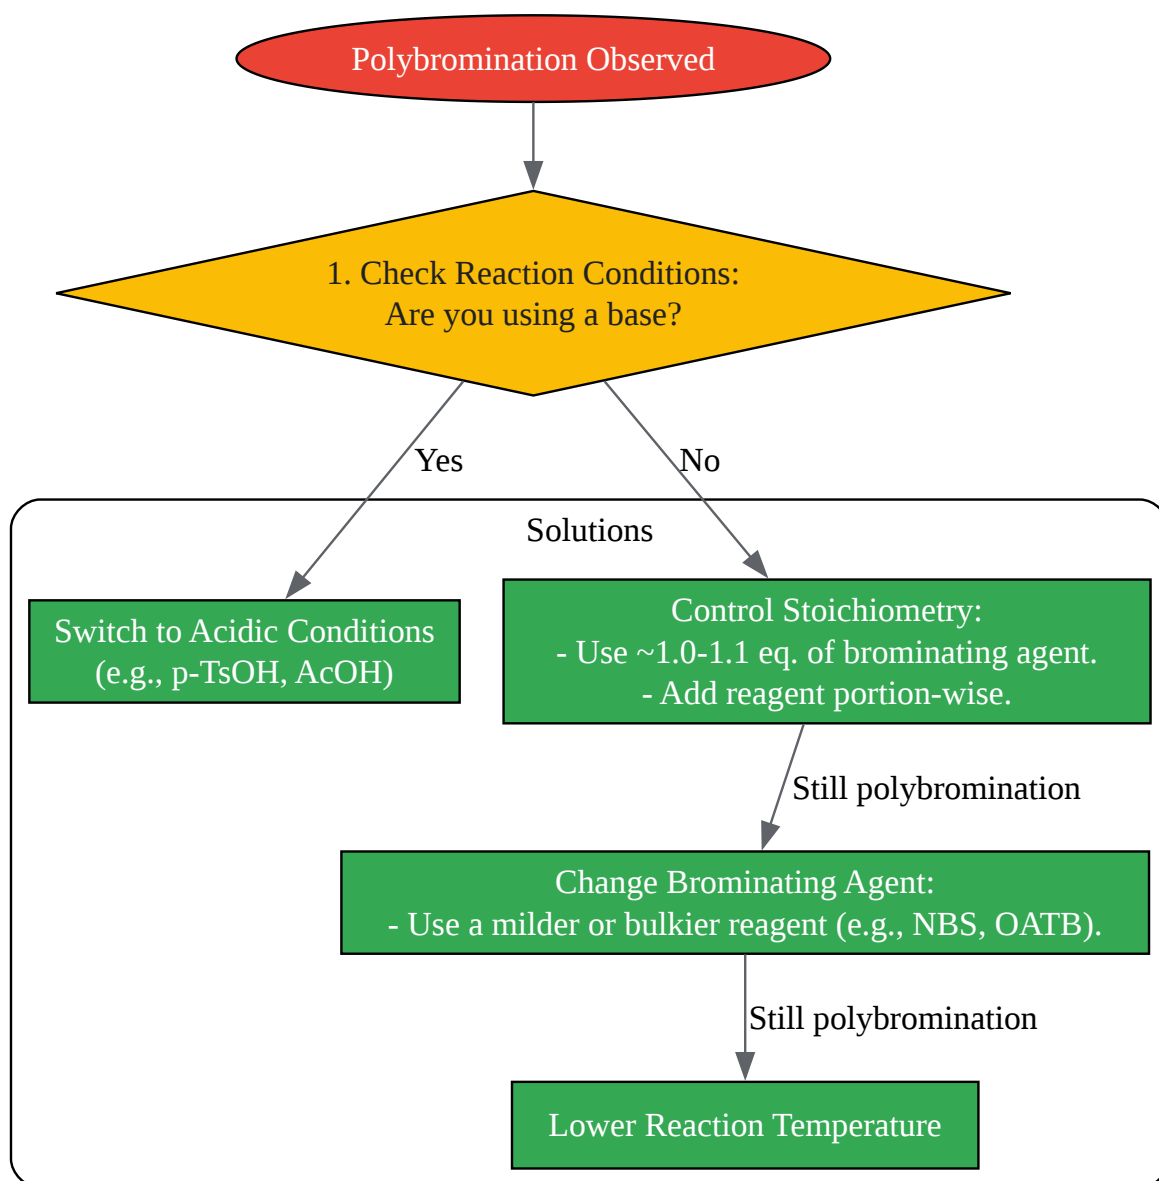 Polybromination Observed
1. Check Reaction Conditions:
Are you using a base?
Yes
No
Solutions
Switch to Acidic Conditions
(e.g., p-TsOH, AcOH)
Control Stoichiometry:
- Use ~1.0-1.1 eq. of brominating agent.
- Add reagent portion-wise.
Still polybromination
Change Brominating Agent:
- Use a milder or bulkier reagent (e.g., NBS, OATB).
Still polybromination
Lower Reaction Temperature